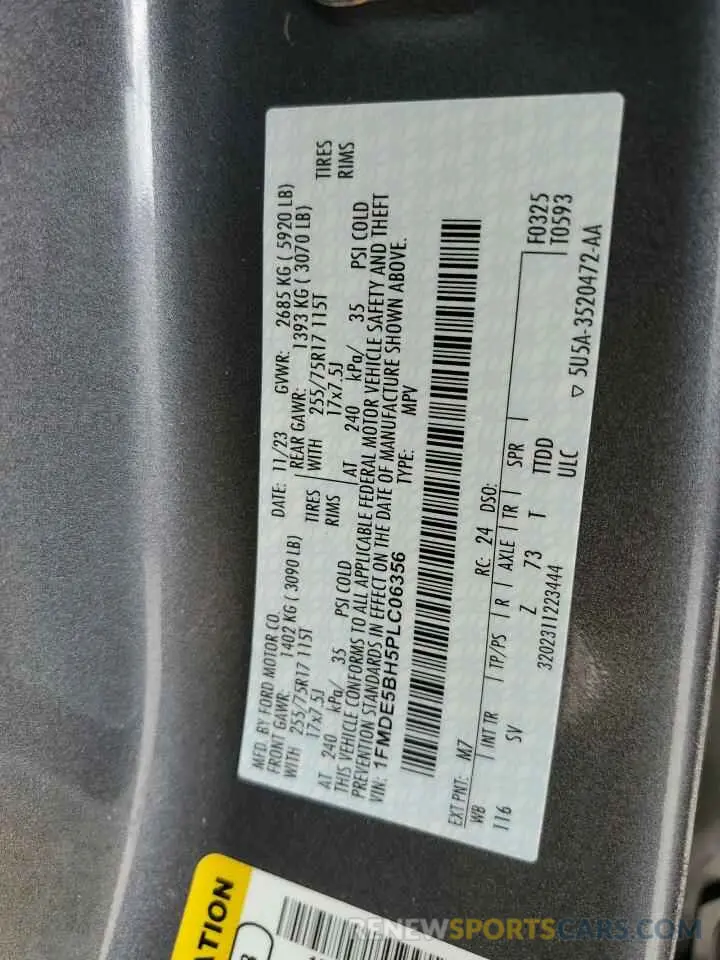 MFD. BY FORD MOTOR CO.
DATE: 11/23 GVWR: 2685 KG ( 5920 LB)
FRONT GAWR: 1402 KG ( 3090 LB)
REAR GAWR: 1393 KG ( 3070 LB)
WITH 255/75R17 115T TIRES
WITH 255/75R17 115T TIRES
17x7.5J RIMS
17x7.5J RIMS
AT 240 kPa/ 35 PSI COLD
AT 240 kPa/ 35 PSI COLD
THIS VEHICLE CONFORMS TO ALL APPLICABLE FEDERAL MOTOR VEHICLE SAFETY AND THEFT
PREVENTION STANDARDS IN EFFECT ON THE DATE OF MANUFACTURE SHOWN ABOVE.
VIN: 1FMDE5BH5PLC06356 TYPE: MPV
EXT PNT: M7 RC: 24 DSO:
F0325
WB INT TR TP/PS R AXLE TR SPR
T0593
116 SV Z 73 T TTDD
3202311223444 ULC
▽ 5U5A-3520472-AA
ATION
RENEWSPORTSCARS.COM